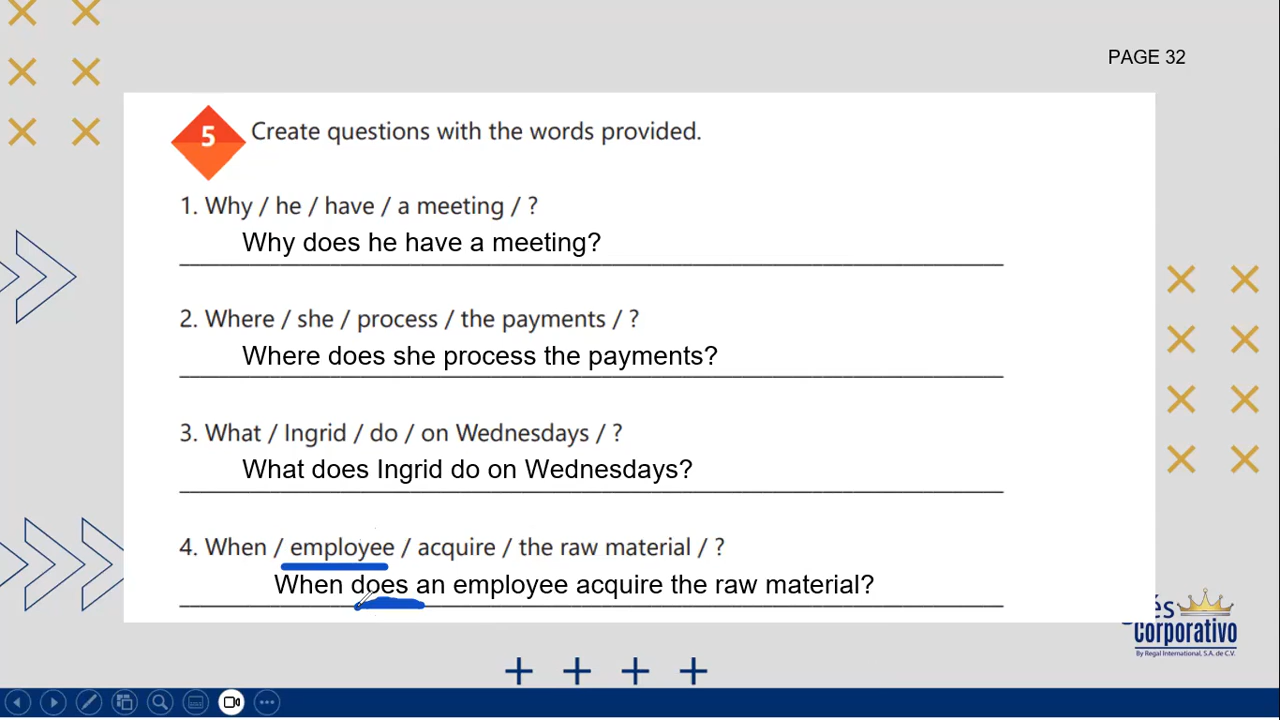 PAGE 32
5 Create questions with the words provided.
1. Why / he / have / a meeting / ?
Why does he have a meeting?
2. Where / she / process / the payments / ?
Where does she process the payments?
3. What / Ingrid / do / on Wednesdays / ?
What does Ingrid do on Wednesdays?
4. When / employee / acquire / the raw material / ?
When does an employee acquire the raw material?
Corporativo
By Regal International, S.A. de C.V.